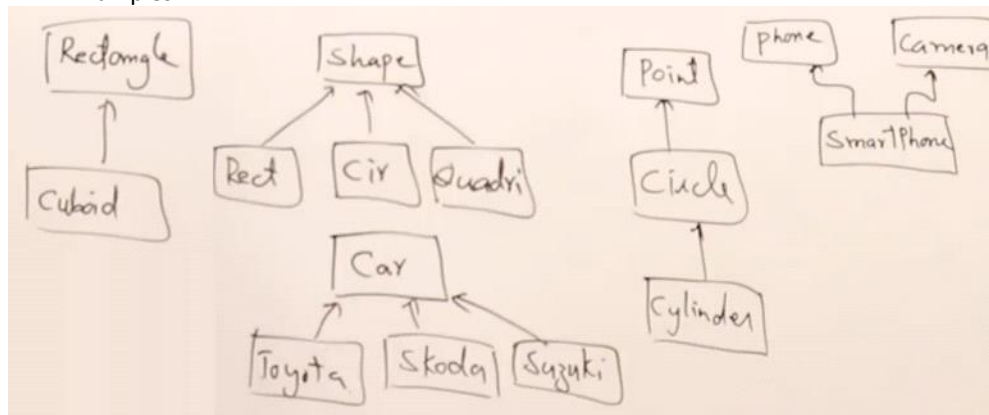 Rectangle
Cuboid
Shape
Rect
Cir
Quadri
Car
Toyota
Skoda
Suzuki
Point
Circle
Cylinder
phone
Camera
SmartPhone